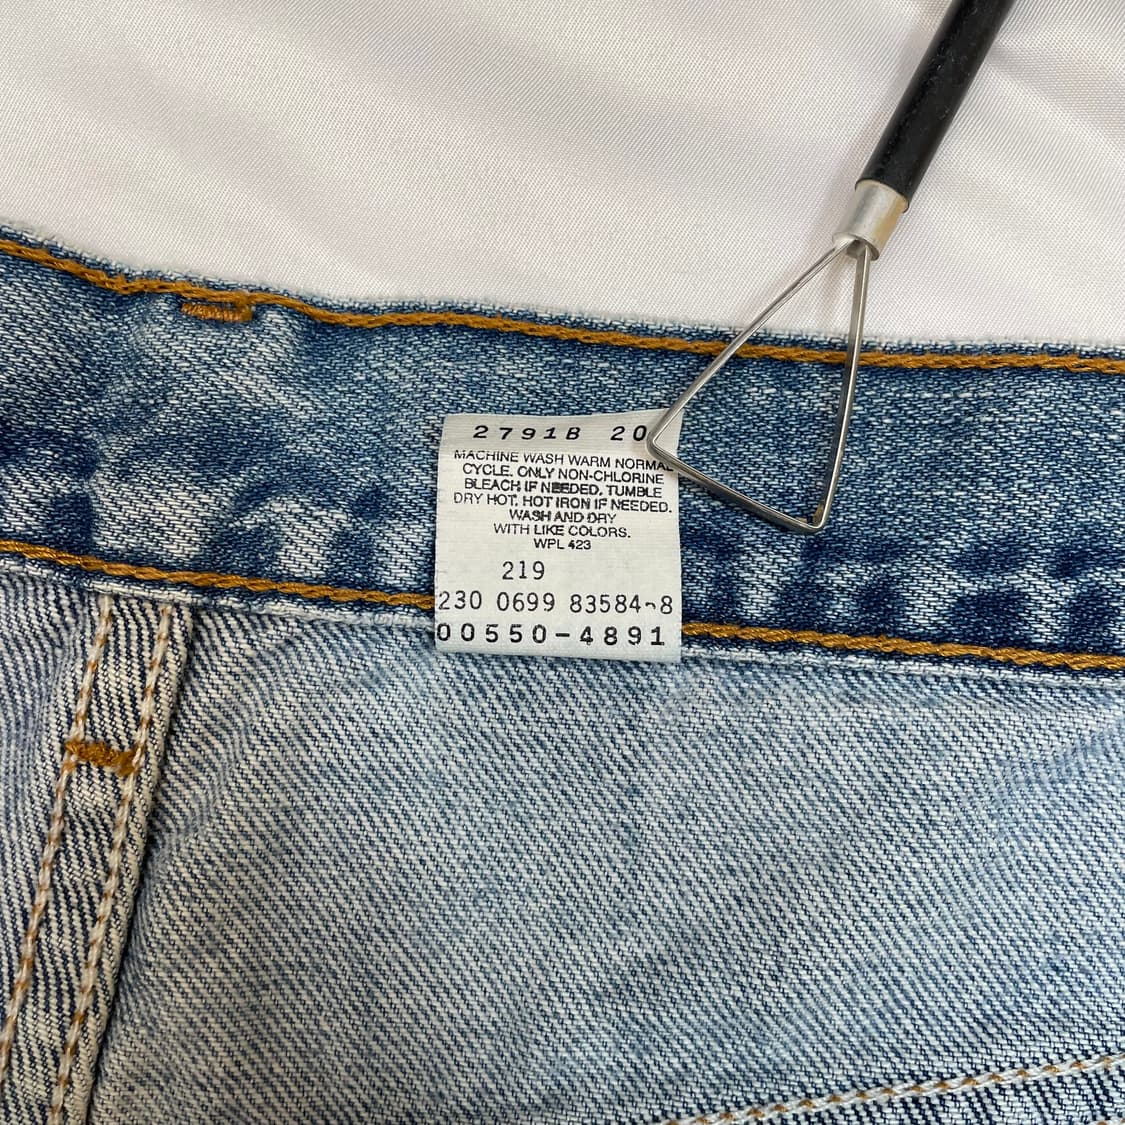 27918 20
MACHINE WASH WARM NORMAL
CYCLE. ONLY NON-CHLORINE
BLEACH IF NEEDED. TUMBLE
DRY HOT. HOT IRON IF NEEDED.
WASH AND DRY
WITH LIKE COLORS.
WPL 423
219
230 0699 83584-8
00550-4891